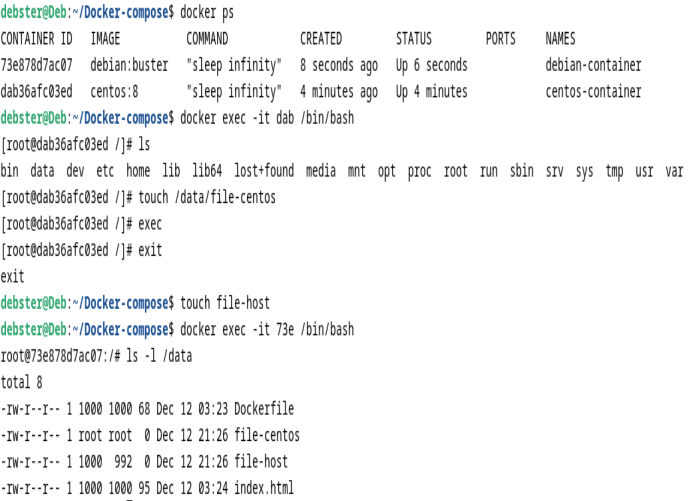 debster@Deb:~/Docker-compose$ docker ps
CONTAINER ID   IMAGE           COMMAND            CREATED         STATUS         PORTS     NAMES
73e878d7ac07   debian:buster   "sleep infinity"   8 seconds ago   Up 6 seconds             debian-container
dab36afc03ed   centos:8        "sleep infinity"   4 minutes ago   Up 4 minutes             centos-container
debster@Deb:~/Docker-compose$ docker exec -it dab /bin/bash
[root@dab36afc03ed /]# ls
bin  data  dev  etc  home  lib  lib64  lost+found  media  mnt  opt  proc  root  run  sbin  srv  sys  tmp  usr  var
[root@dab36afc03ed /]# touch /data/file-centos
[root@dab36afc03ed /]# exec
[root@dab36afc03ed /]# exit
exit
debster@Deb:~/Docker-compose$ touch file-host
debster@Deb:~/Docker-compose$ docker exec -it 73e /bin/bash
root@73e878d7ac07:/# ls -l /data
total 8
-rw-r--r-- 1 1000 1000 68 Dec 12 03:23 Dockerfile
-rw-r--r-- 1 root root  0 Dec 12 21:26 file-centos
-rw-r--r-- 1 1000  992  0 Dec 12 21:26 file-host
-rw-r--r-- 1 1000 1000 95 Dec 12 03:24 index.html